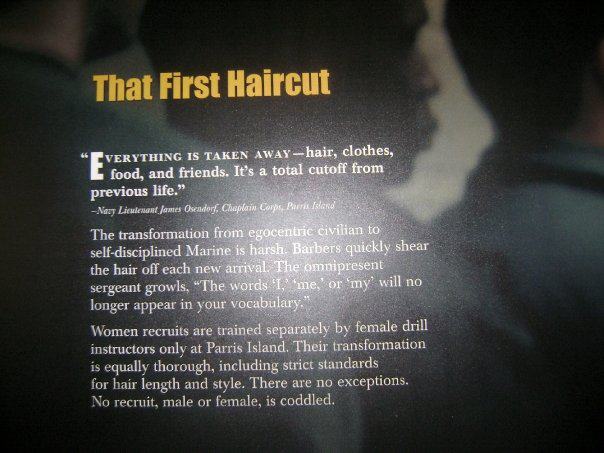 That First Haircut
“EVERYTHING IS TAKEN AWAY—hair, clothes,
food, and friends. It’s a total cutoff from
previous life.”
–Navy Lieutenant James Osendorf, Chaplain Corps, Parris Island
The transformation from egocentric civilian to
self-disciplined Marine is harsh. Barbers quickly shear
the hair off each new arrival. The omnipresent
sergeant growls, “The words ‘I,’ ‘me,’ or ‘my’ will no
longer appear in your vocabulary.”
Women recruits are trained separately by female drill
instructors only at Parris Island. Their transformation
is equally thorough, including strict standards
for hair length and style. There are no exceptions.
No recruit, male or female, is coddled.